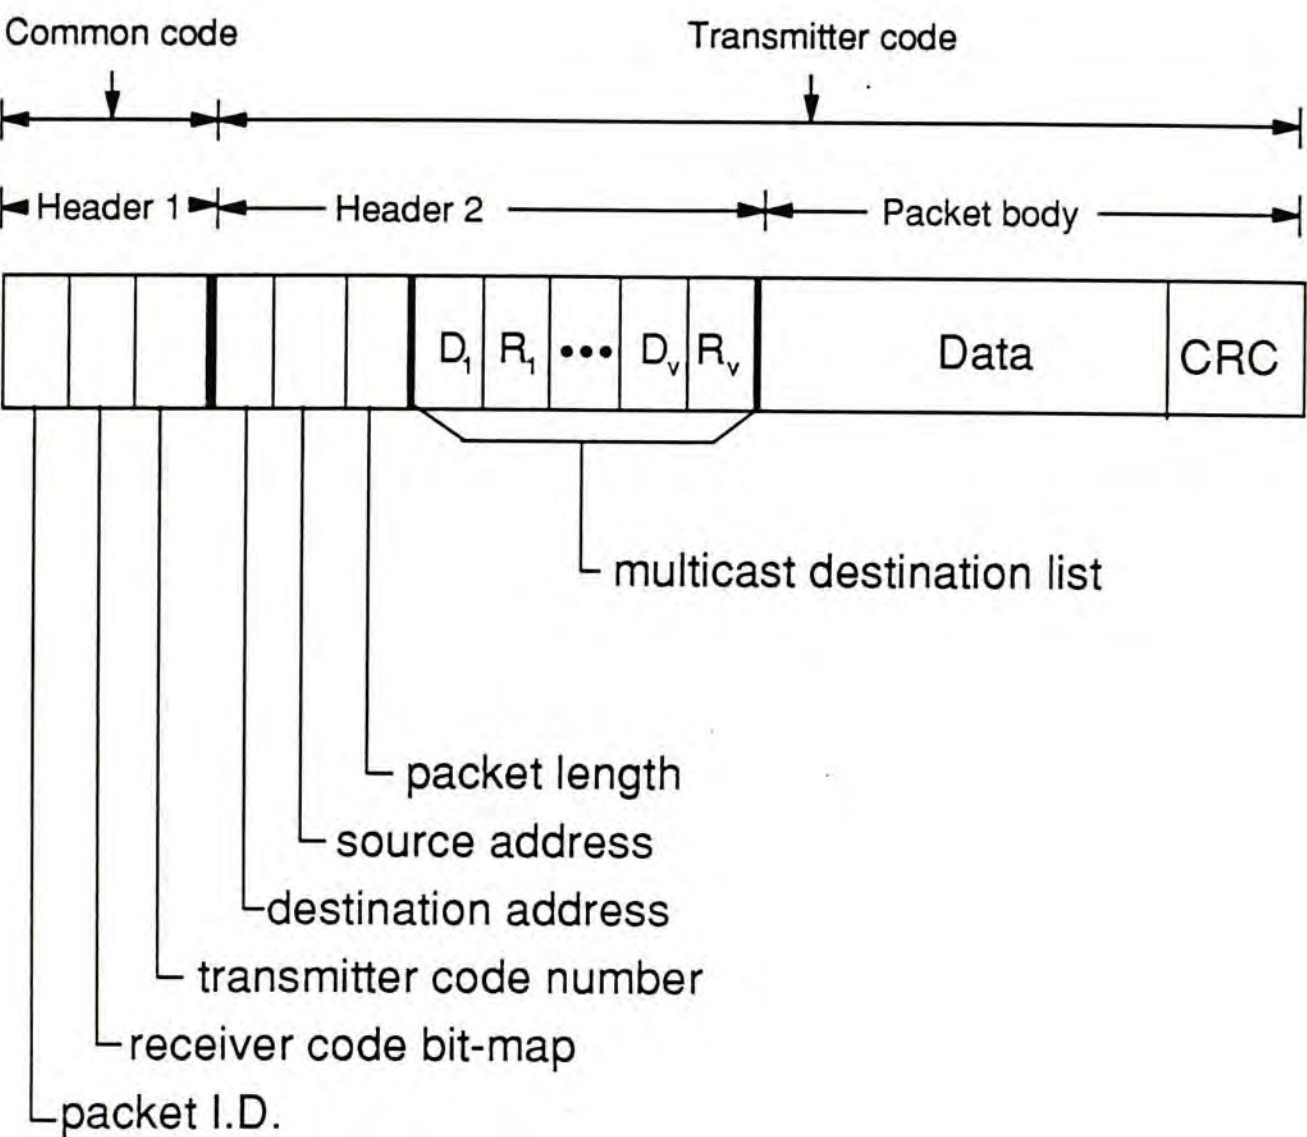 Common code
Transmitter code
Header 1
Header 2
Packet body
D₁ R₁ ••• Dᵥ Rᵥ Data CRC
multicast destination list
packet length
source address
destination address
transmitter code number
receiver code bit-map
packet I.D.